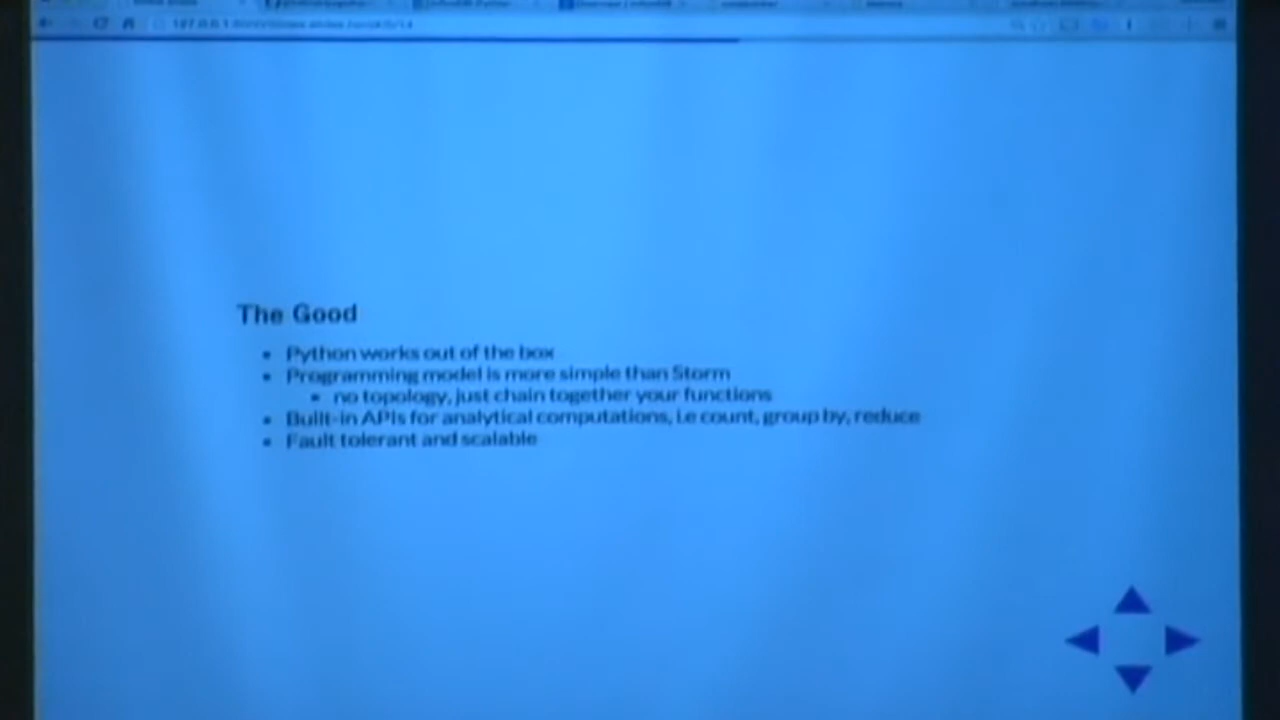 The Good
Python works out of the box
Programming model is more simple than Storm
no topology, just chain together your functions
Built-in APIs for analytical computations, i.e count, group by, reduce
Fault tolerant and scalable